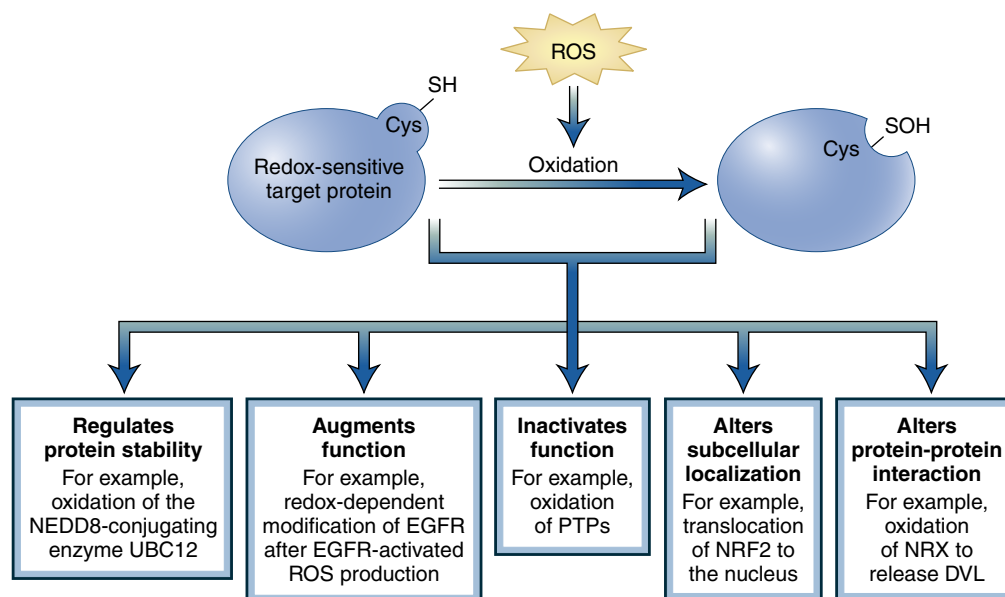 ROS
SH
Cys
Redox-sensitive
target protein
Oxidation
SOH
Cys
Regulates
protein stability
For example,
oxidation of the
NEDD8-conjugating
enzyme UBC12
Augments
function
For example,
redox-dependent
modification of EGFR
after EGFR-activated
ROS production
Inactivates
function
For example,
oxidation
of PTPs
Alters
subcellular
localization
For example,
translocation
of NRF2 to
the nucleus
Alters
protein-protein
interaction
For example,
oxidation
of NRX to
release DVL